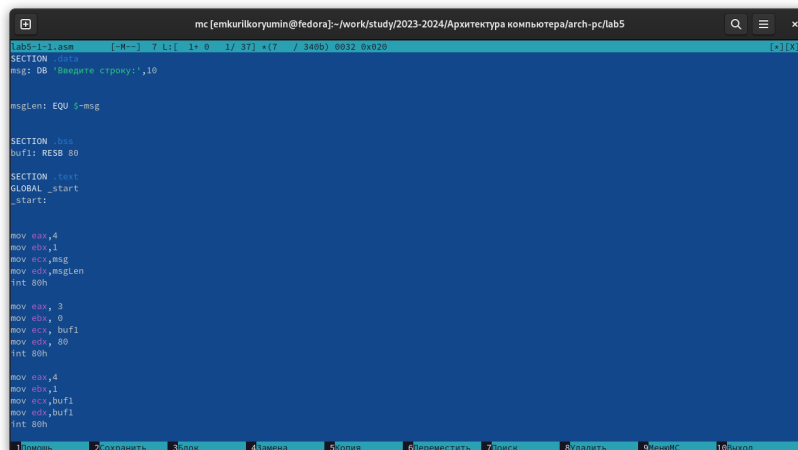 mc [emkurilkoryumin@fedora]:~/work/study/2023-2024/Архитектура компьютера/arch-pc/lab5
lab5-1-1.asm [-M--] 7 L:[ 1+ 0 1/ 37] *(7 / 340b) 0032 0x020 [*][X]
SECTION .data
msg: DB 'Введите строку:',10
msgLen: EQU $-msg
SECTION .bss
buf1: RESB 80
SECTION .text
GLOBAL _start
_start:
mov eax,4
mov ebx,1
mov ecx,msg
mov edx,msgLen
int 80h
mov eax, 3
mov ebx, 0
mov ecx, buf1
mov edx, 80
int 80h
mov eax,4
mov ebx,1
mov ecx,buf1
mov edx,buf1
int 80h
1Помощь 2Сохранить 3Блок 4Замена 5Копия 6Переместить 7Поиск 8Удалить 9МенюMC 10Выход